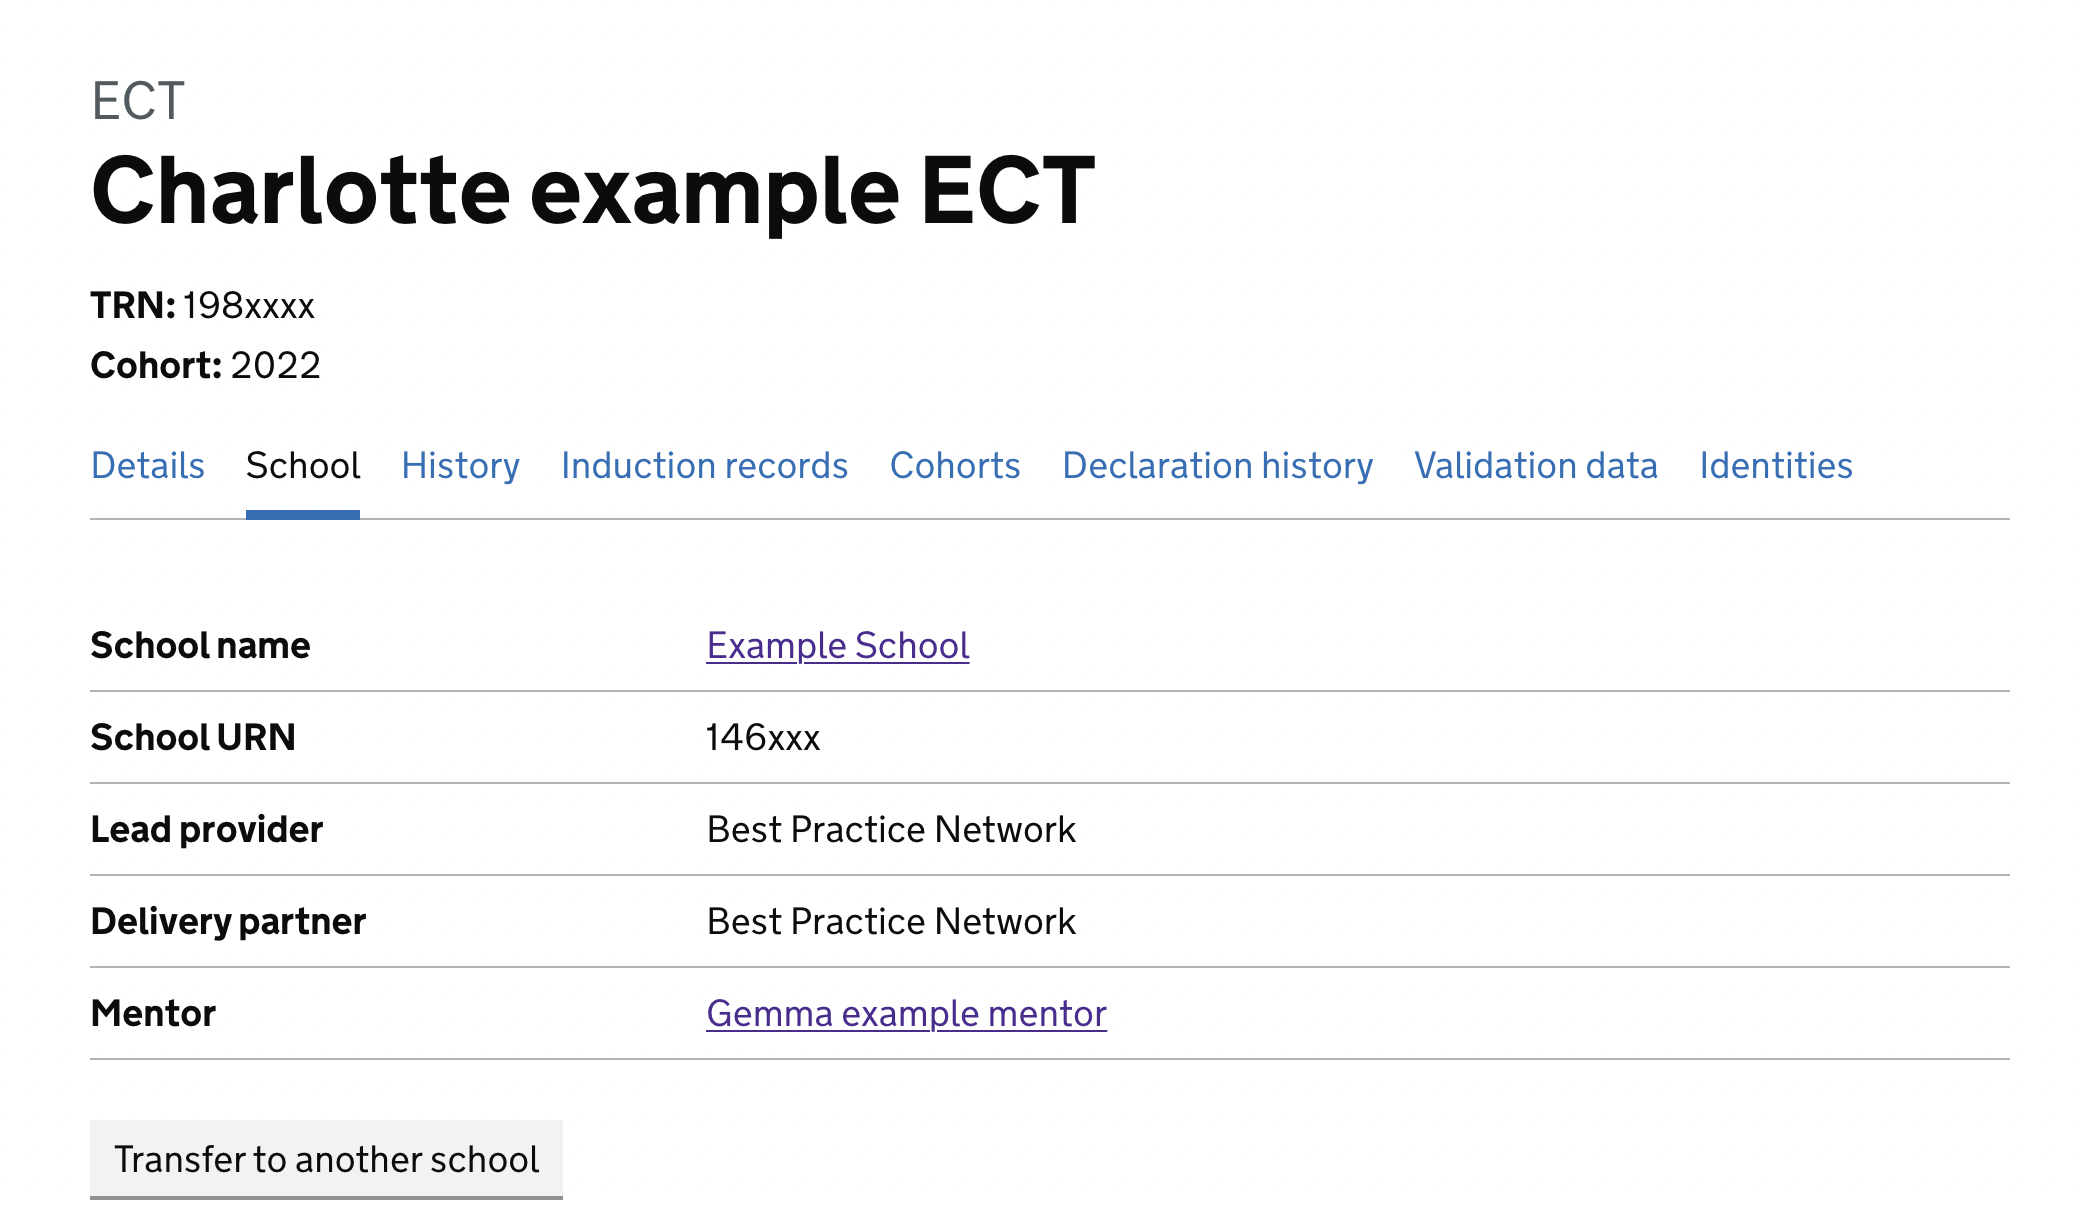 ECT
Charlotte example ECT
TRN: 198xxxx
Cohort: 2022
Details School History Induction records Cohorts Declaration history Validation data Identities
School name Example School
School URN 146xxx
Lead provider Best Practice Network
Delivery partner Best Practice Network
Mentor Gemma example mentor
Transfer to another school